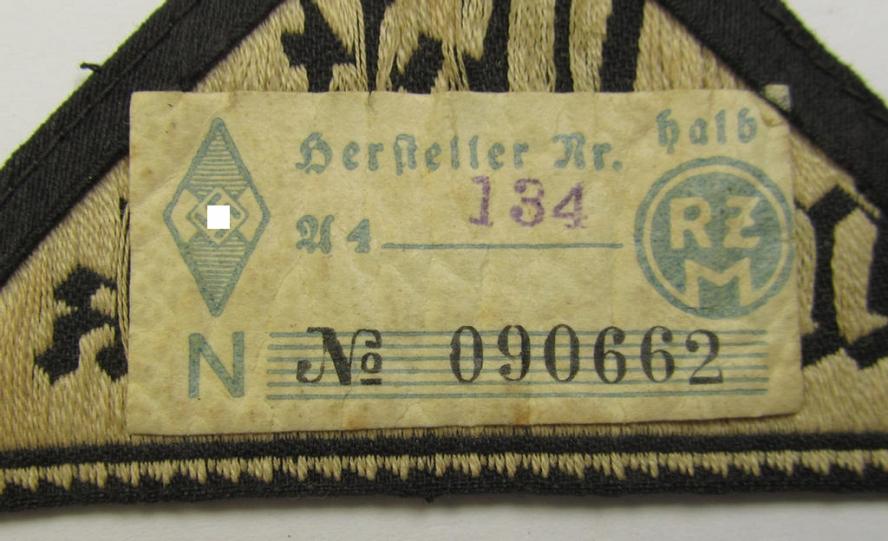 Hersteller Nr. halb
134
A 4
RZM
N
№ 090662